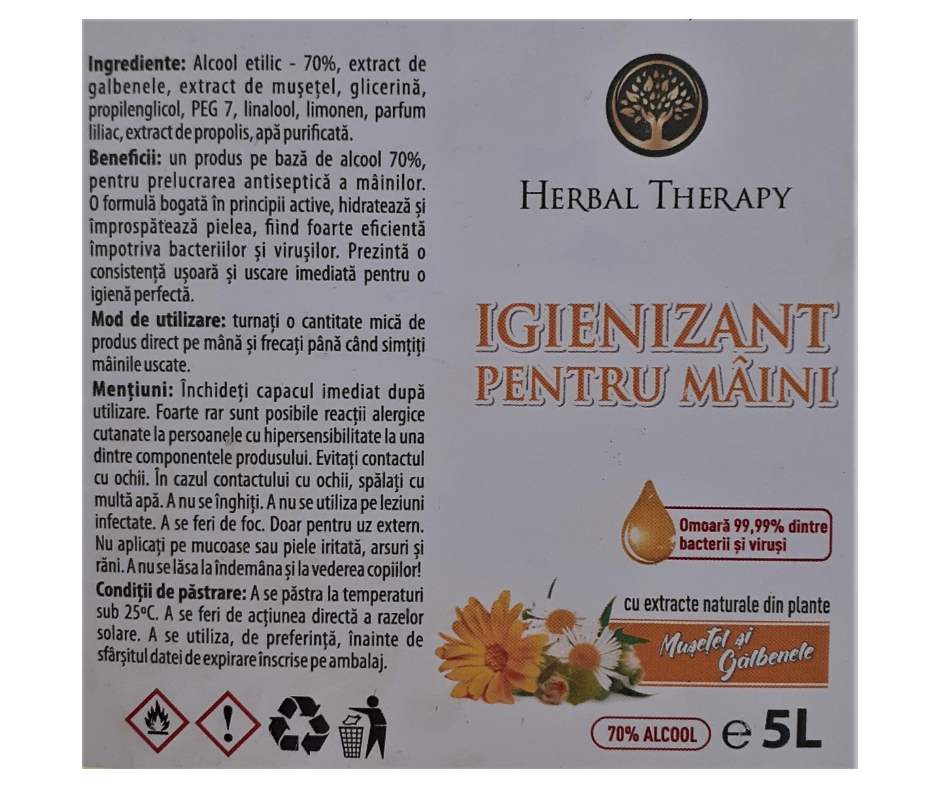 Ingrediente: Alcool etilic - 70%, extract de
galbenele, extract de mușețel, glicerină,
propilenglicol, PEG 7, linalool, limonen, parfum
liliac, extract de propolis, apă purificată.
Beneficii: un produs pe bază de alcool 70%,
pentru prelucrarea antiseptică a mâinilor.
O formulă bogată în principii active, hidratează și
împrospătează pielea, fiind foarte eficientă
împotriva bacteriilor și virușilor. Prezintă o
consistență ușoară și uscare imediată pentru o
igienă perfectă.
Mod de utilizare: turnați o cantitate mică de
produs direct pe mână și frecați până când simțiți
mâinile uscate.
Mențiuni: Închideți capacul imediat după
utilizare. Foarte rar sunt posibile reacții alergice
cutanate la persoanele cu hipersensibilitate la una
dintre componentele produsului. Evitați contactul
cu ochii. În cazul contactului cu ochii, spălați cu
multă apă. A nu se înghiți. A nu se utiliza pe leziuni
infectate. A se feri de foc. Doar pentru uz extern.
Nu aplicați pe mucoase sau piele iritată, arsuri și
răni. A nu se lăsa la îndemâna și la vederea copiilor!
Condiții de păstrare: A se păstra la temperaturi
sub 25ºC. A se feri de acțiunea directă a razelor
solare. A se utiliza, de preferință, înainte de
sfârșitul datei de expirare înscrise pe ambalaj.
HERBAL THERAPY
IGIENIZANT
PENTRU MÂINI
Omoară 99,99% dintre
bacterii și viruși
cu extracte naturale din plante
Mușețel și
Gălbenele
70% ALCOOL
℮ 5L